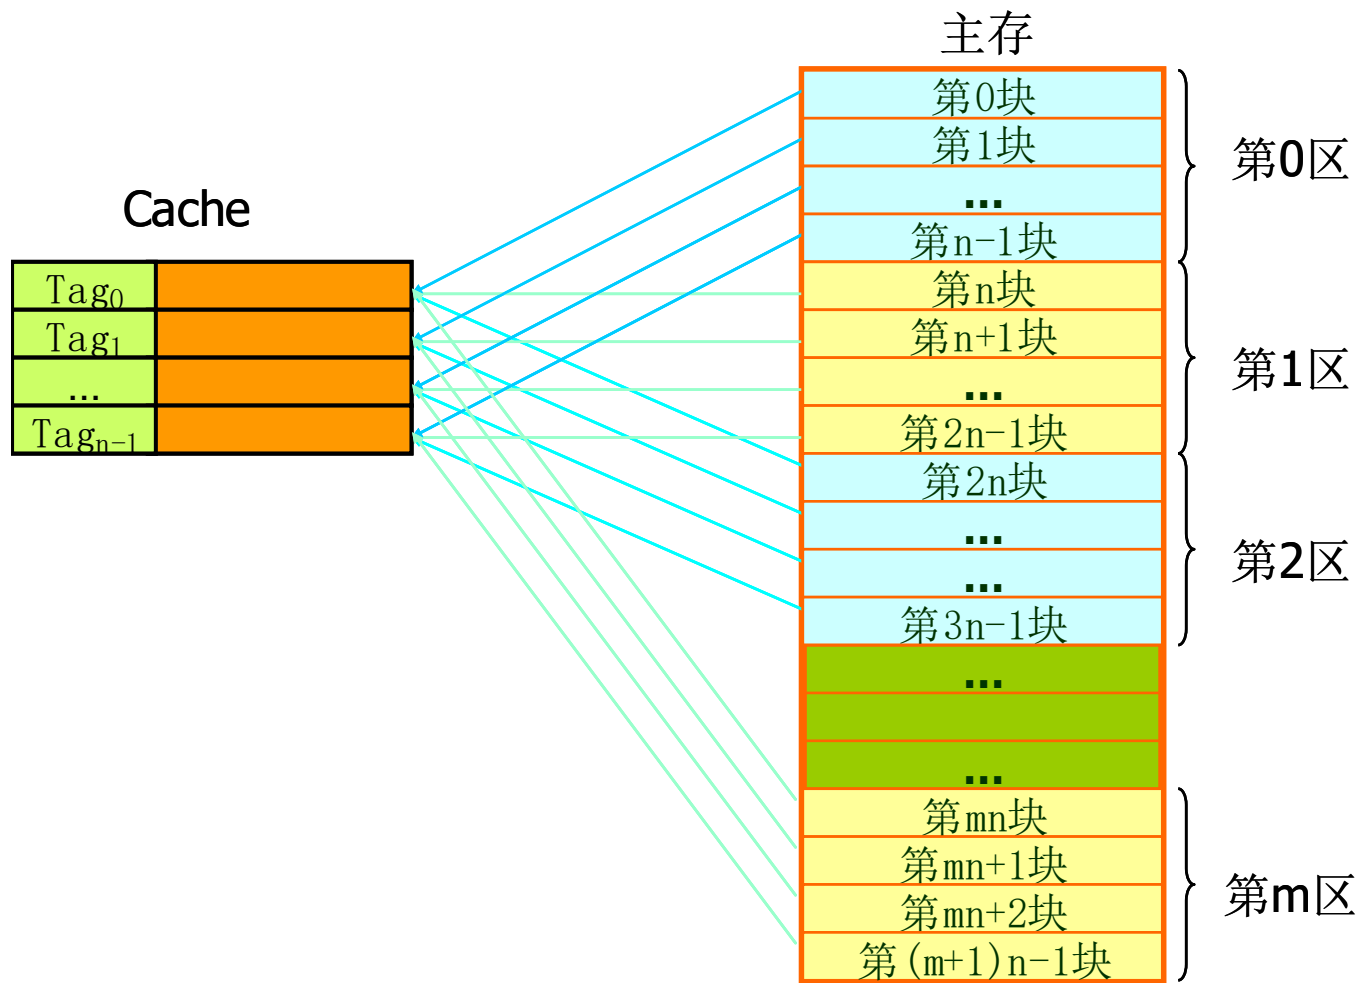 主存
第0块
第1块
...
第n-1块
第n块
第n+1块
...
第2n-1块
第2n块
...
...
第3n-1块
...
...
第mn块
第mn+1块
第mn+2块
第(m+1)n-1块
第0区
第1区
第2区
第m区
Cache
Tag₀
Tag₁
...
Tagₙ₋₁